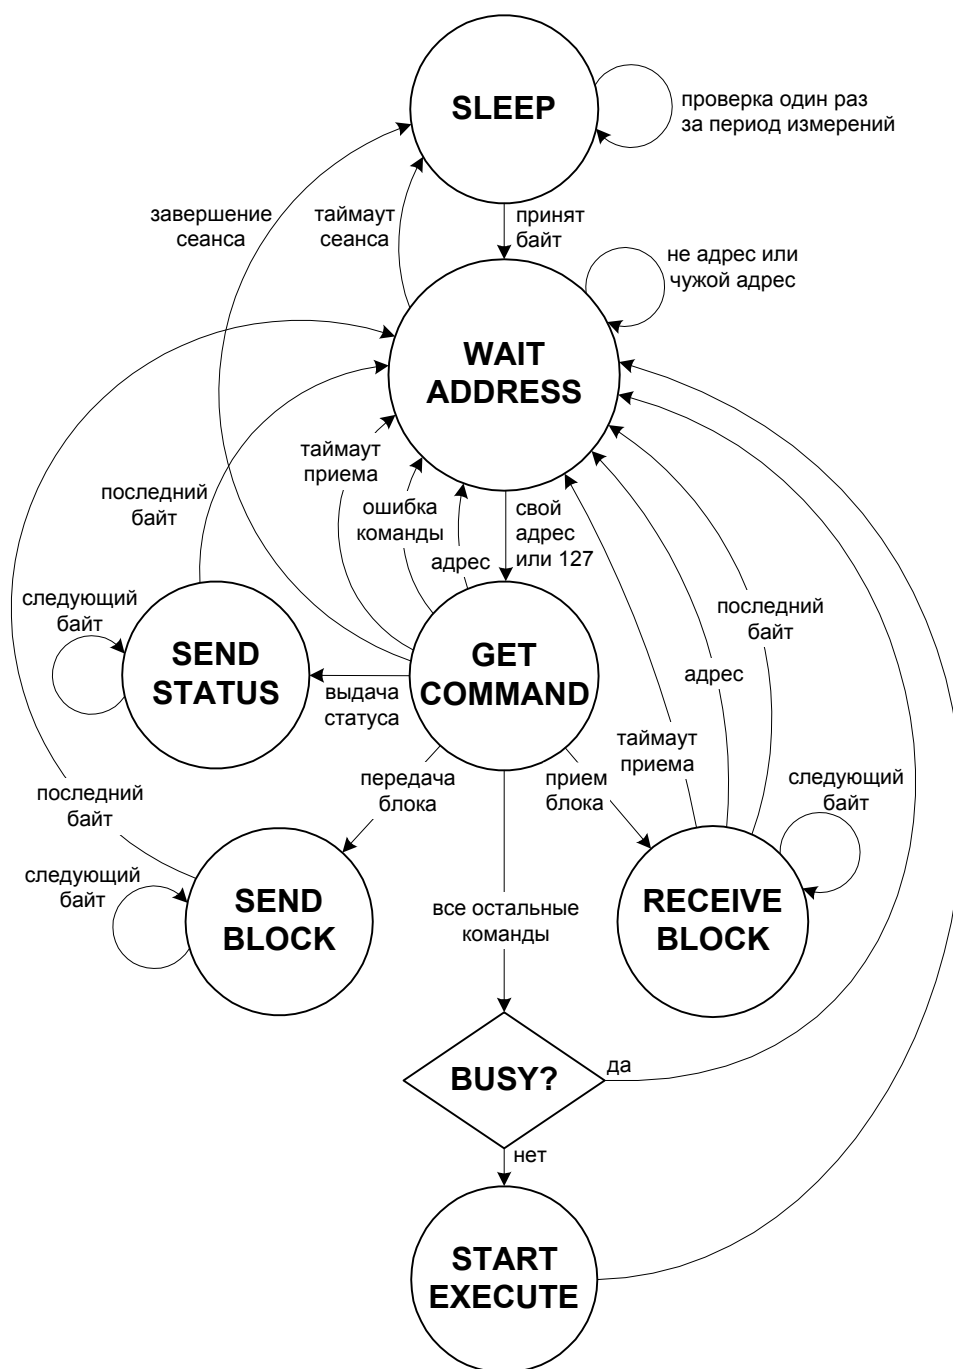 SLEEP
проверка один раз
за период измерений
завершение
сеанса
таймаут
сеанса
принят
байт
не адрес или
чужой адрес
WAIT
ADDRESS
таймаут
приема
последний
байт
ошибка
команды
адрес
свой
адрес
или 127
следующий
байт
SEND
STATUS
выдача
статуса
GET
COMMAND
последний
байт
адрес
таймаут
приема
передача
блока
прием
блока
последний
байт
следующий
байт
следующий
байт
SEND
BLOCK
все остальные
команды
RECEIVE
BLOCK
BUSY?
да
нет
START
EXECUTE